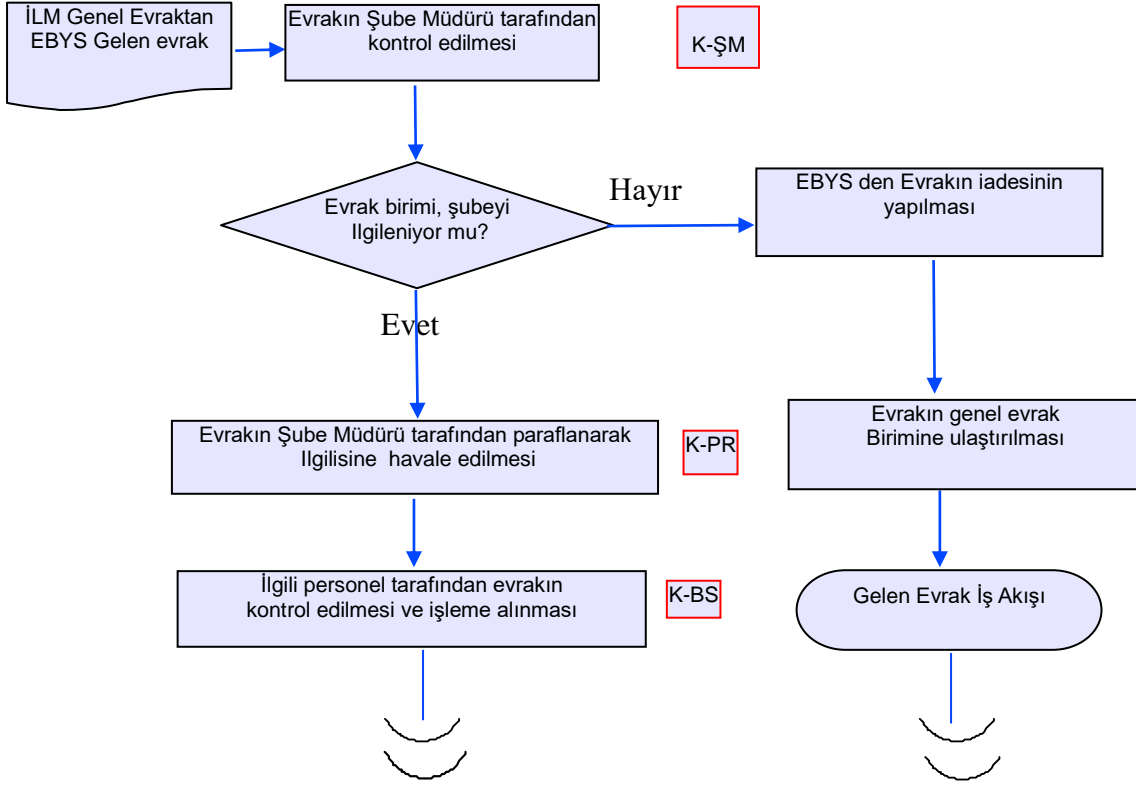 İLM Genel Evraktan
EBYS Gelen evrak
Evrakın Şube Müdürü tarafından
kontrol edilmesi
K-ŞM
Evrak birimi, şubeyi
Ilgileniyor mu?
Hayır
EBYS den Evrakın iadesinin
yapılması
Evet
Evrakın Şube Müdürü tarafından paraflanarak
Ilgilisine havale edilmesi
K-PR
Evrakın genel evrak
Birimine ulaştırılması
İlgili personel tarafından evrakın
kontrol edilmesi ve işleme alınması
K-BS
Gelen Evrak İş Akışı